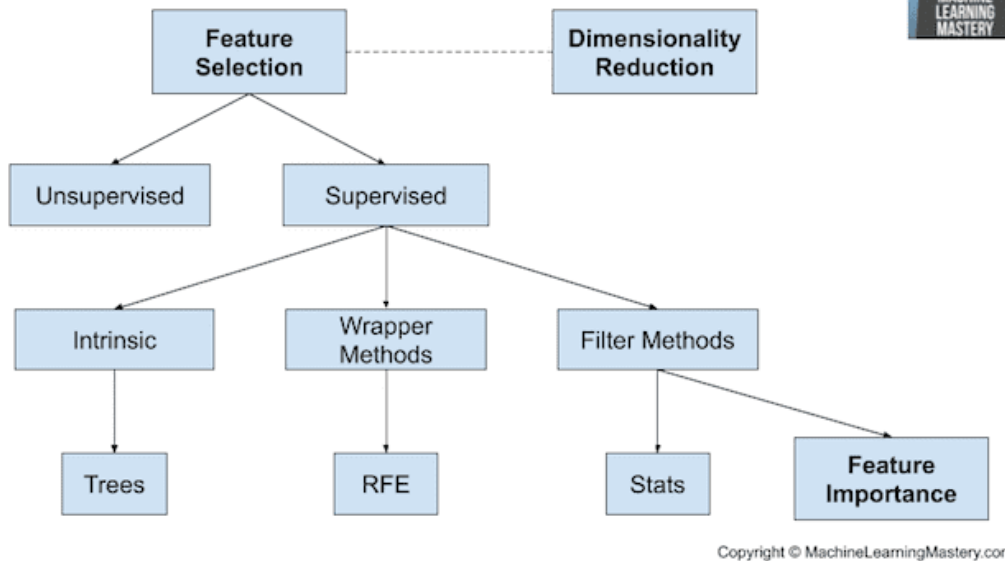 MACHINE
LEARNING
MASTERY
Feature
Selection
Dimensionality
Reduction
Unsupervised
Supervised
Intrinsic
Wrapper
Methods
Filter Methods
Trees
RFE
Stats
Feature
Importance
Copyright © MachineLearningMastery.com